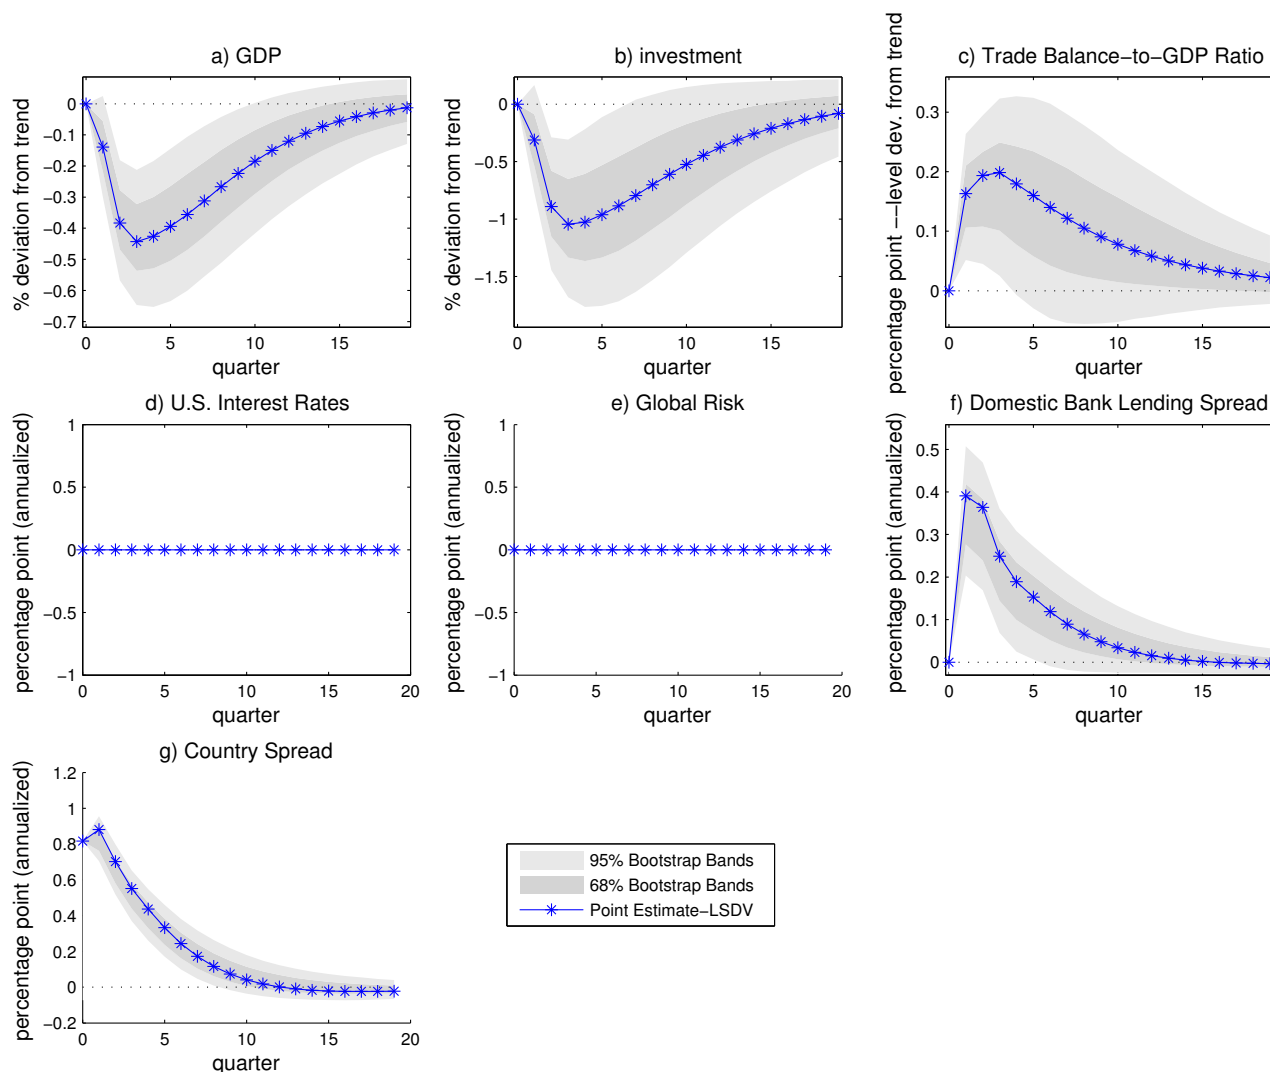 a) GDP
% deviation from trend
0
−0.1
−0.2
−0.3
−0.4
−0.5
−0.6
−0.7
0 5 10 15
quarter
b) investment
% deviation from trend
0
−0.5
−1
−1.5
0 5 10 15
quarter
c) Trade Balance−to−GDP Ratio
percentage point −−level dev. from trend
0.3
0.2
0.1
0
0 5 10 15
quarter
d) U.S. Interest Rates
percentage point (annualized)
1
0.5
0
−0.5
−1
0 5 10 15 20
quarter
e) Global Risk
percentage point (annualized)
1
0.5
0
−0.5
−1
0 5 10 15 20
quarter
f) Domestic Bank Lending Spread
percentage point (annualized)
0.5
0.4
0.3
0.2
0.1
0
0 5 10 15
quarter
g) Country Spread
percentage point (annualized)
1.2
1
0.8
0.6
0.4
0.2
0
−0.2
0 5 10 15 20
quarter
95% Bootstrap Bands
68% Bootstrap Bands
Point Estimate−LSDV